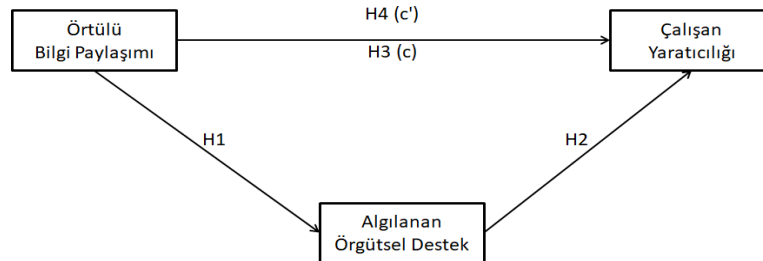 H4 (c')
Örtülü
Bilgi Paylaşımı
Çalışan
Yaratıcılığı
H3 (c)
H1
H2
Algılanan
Örgütsel Destek